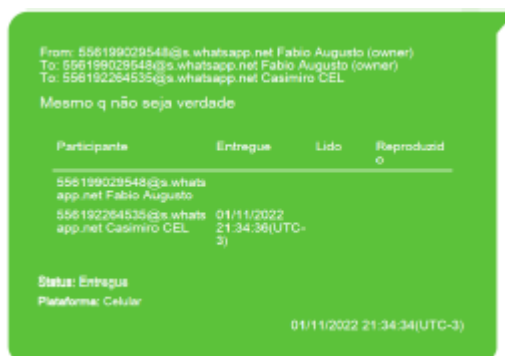 From: 556199029548@s.whatsapp.net Fabio Augusto (owner)
To: 556199029548@s.whatsapp.net Fabio Augusto (owner)
To: 556192264535@s.whatsapp.net Casimiro CEL
Mesmo q não seja verdade
Participante Entregue Lido Reproduzid
o
556199029548@s.whats
app.net Fabio Augusto
556192264535@s.whats 01/11/2022
app.net Casimiro CEL 21:34:36(UTC-
3)
Status: Entregue
Plataforma: Celular
01/11/2022 21:34:34(UTC-3)